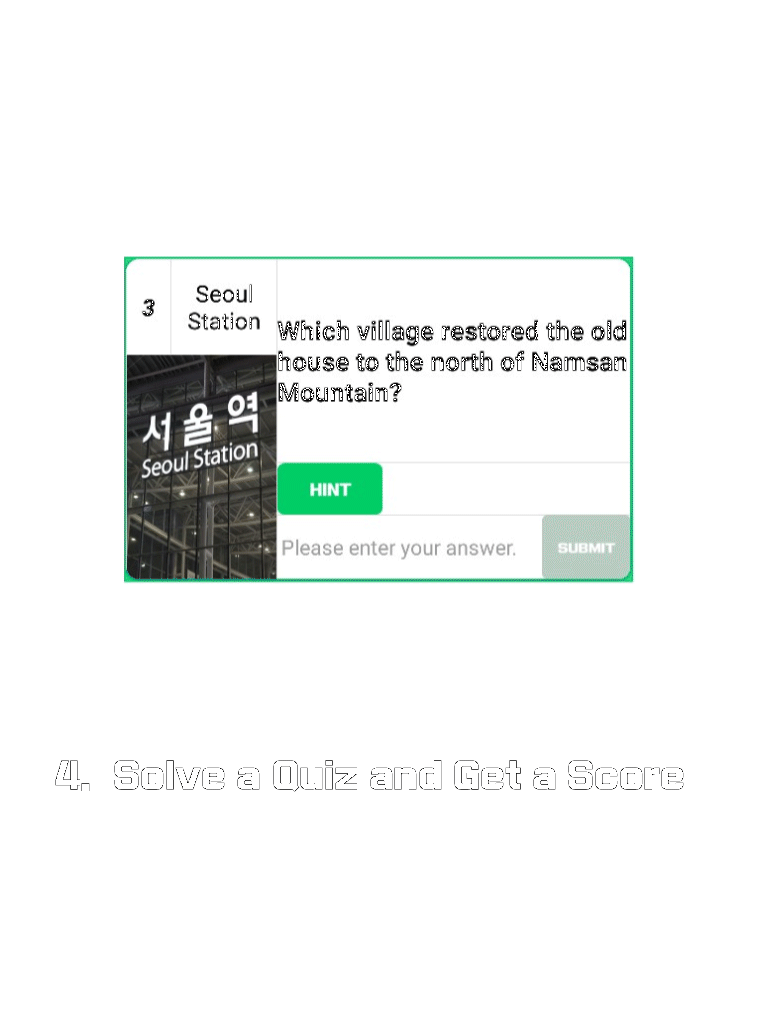 3
Seoul
Station
Which village restored the old
house to the north of Namsan
Mountain?
서울역
Seoul Station
HINT
Please enter your answer.
SUBMIT
4. Solve a Quiz and Get a Score